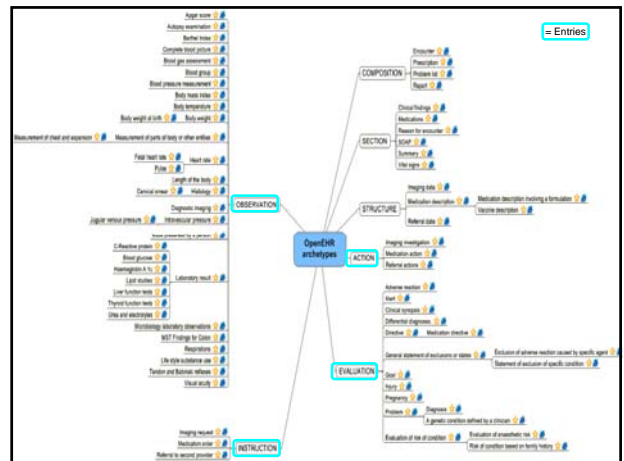 = Entries
Apgar score
Autopsy examination
Barthel Index
Complete blood picture
Blood gas assessment
Blood group
Blood pressure measurement
Body mass index
Body temperature
Body weight at birth
Body weight
Measurement of chest and expansion
Measurement of parts of body or other entities
Fetal heart rate
Pulse
Heart rate
Length of the body
Cervical smear
Histology
Diagnostic imaging
Jugular venous pressure
Intravascular pressure
presented by a person
C-Reactive protein
Blood glucose
Haemoglobin A 1c
Lipid studies
Liver function tests
Thyroid function tests
Urea and electrolytes
Laboratory result
Microbiology laboratory observations
MST Findings for Colon
Respirations
Life style substance use
Tendon and Babinski reflexes
Visual acuity
OBSERVATION
Imaging request
Medication order
Referral to second provider
INSTRUCTION
OpenEHR
archetypes
COMPOSITION
Encounter
Prescription
Problem list
Report
SECTION
Clinical findings
Medications
Reason for encounter
SOAP
Summary
Vital signs
STRUCTURE
Imaging data
Medication description
Medication description involving a formulation
Vaccine description
Referral data
ACTION
Imaging investigation
Medication action
Referral actions
EVALUATION
Adverse reaction
Alert
Clinical synopsis
Differential diagnoses
Directive
Medication directive
General statement of exclusions or states
Exclusion of adverse reaction caused by specific agent
Statement of exclusion of specific condition
Goal
Injury
Pregnancy
Problem
Diagnosis
A genetic condition defined by a clinician
Evaluation of risk of condition
Evaluation of anaesthetic risk
Risk of condition based on family history